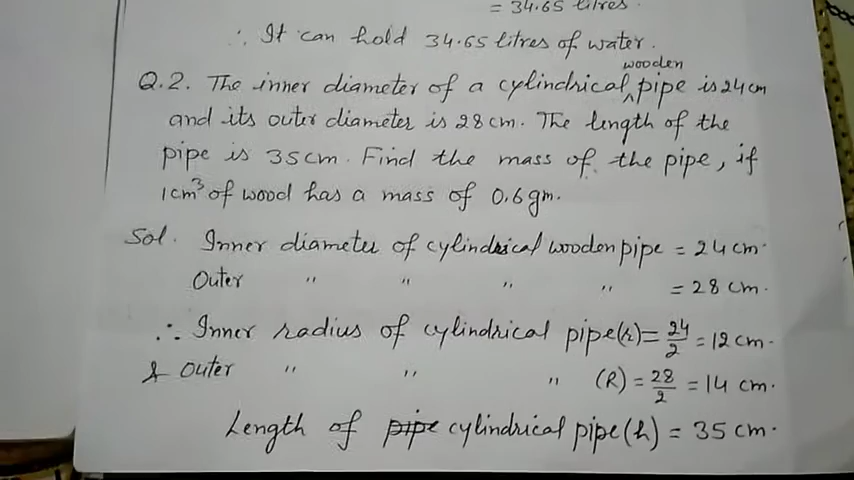 = 34.65 litres.
∴ It can hold 34.65 litres of water.
wooden
Q.2. The inner diameter of a cylindrical ^ pipe is 24 cm
and its outer diameter is 28 cm. The length of the
pipe is 35 cm. Find the mass of the pipe, if
1 cm³ of wood has a mass of 0.6 gm.
Sol. Inner diameter of cylindrical wooden pipe = 24 cm.
Outer " " " " = 28 cm.
∴ Inner radius of cylindrical pipe (r) = 24/2 = 12 cm.
& Outer " " " (R) = 28/2 = 14 cm.
Length of pipe cylindrical pipe (h) = 35 cm.